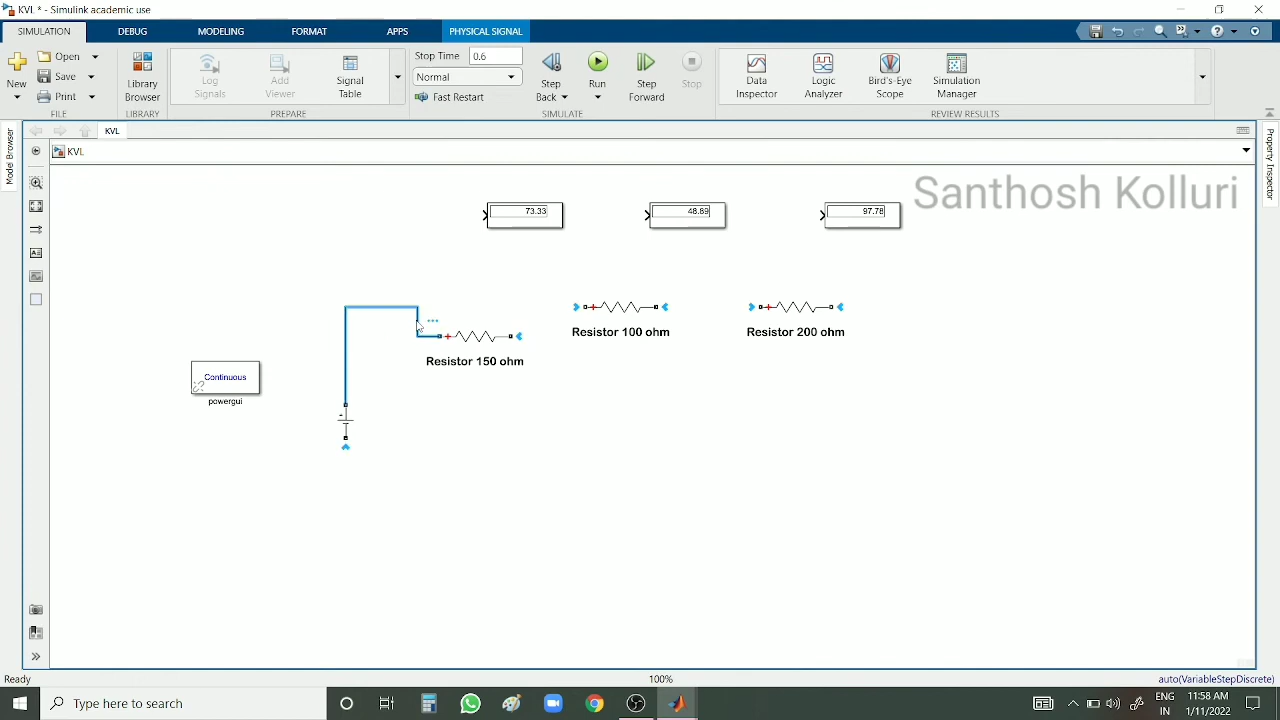 KVL * - Simulink academic use
SIMULATION DEBUG MODELING FORMAT APPS PHYSICAL SIGNAL
New Open Save Print
FILE
Library Browser
LIBRARY
Log Signals Add Viewer Signal Table
PREPARE
Stop Time 0.6
Normal
Fast Restart
Step Back Run Step Forward Stop
SIMULATE
Data Inspector Logic Analyzer Bird's-Eye Scope Simulation Manager
REVIEW RESULTS
Model Browser
KVL
KVL
Property Inspector
Santhosh Kolluri
73.33 48.89 97.78
Resistor 150 ohm
Resistor 100 ohm
Resistor 200 ohm
Continuous
powergui
Ready 100% auto(VariableStepDiscrete)
Type here to search
ENG 11:58 AM
IN 1/11/2022